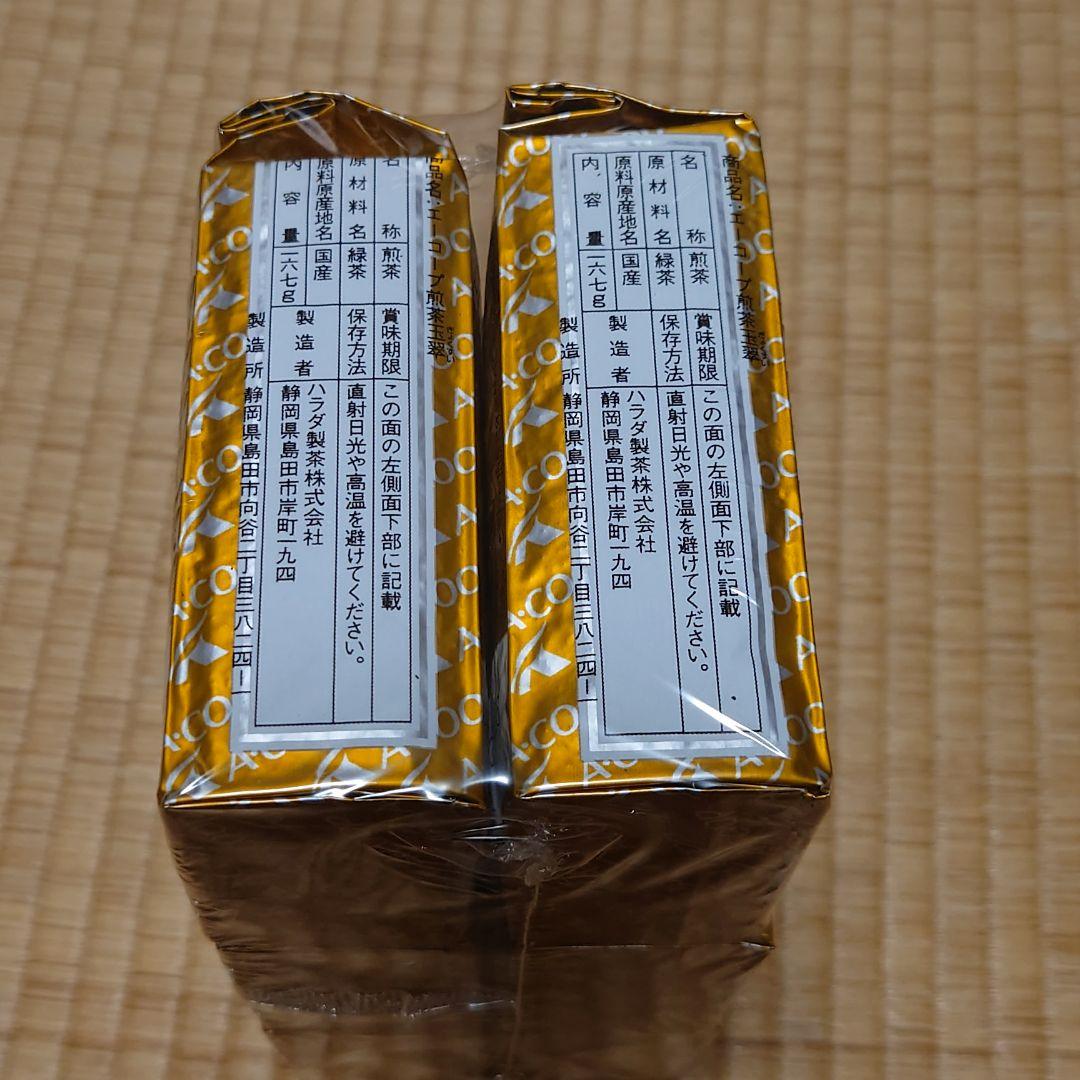 商品名:エーコープ煎茶玉翠
名称 煎茶 賞味期限 この面の左側面下部に記載
原材料名 緑茶 保存方法 直射日光や高温を避けてください。
原料原産地名 国産 製造者 ハラダ製茶株式会社
内容量 一六七g 静岡県島田市岸町一九四
製造所 静岡県島田市向谷二丁目三八二四ー
商品名:エーコープ煎茶玉翠
名称 煎茶 賞味期限 この面の左側面下部に記載
原材料名 緑茶 保存方法 直射日光や高温を避けてください。
原料原産地名 国産 製造者 ハラダ製茶株式会社
内容量 一六七g 静岡県島田市岸町一九四
製造所 静岡県島田市向谷二丁目三八二四ー
A·CO
A·CO